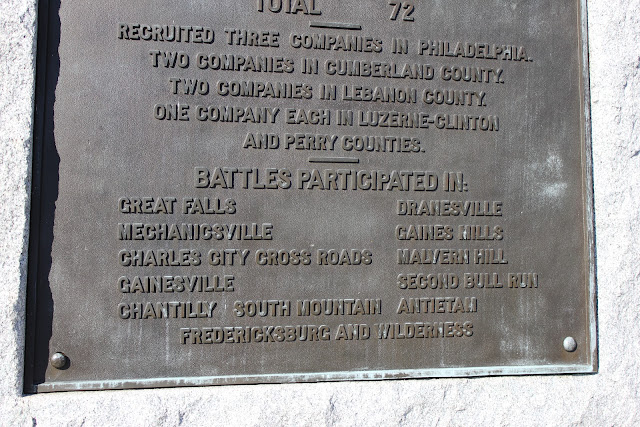 TOTAL 72
RECRUITED THREE COMPANIES IN PHILADELPHIA.
TWO COMPANIES IN CUMBERLAND COUNTY.
TWO COMPANIES IN LEBANON COUNTY.
ONE COMPANY EACH IN LUZERNE-CLINTON
AND PERRY COUNTIES.
BATTLES PARTICIPATED IN:
GREAT FALLS DRANESVILLE
MECHANICSVILLE GAINES HILLS
CHARLES CITY CROSS ROADS MALVERN HILL
GAINESVILLE SECOND BULL RUN
CHANTILLY SOUTH MOUNTAIN ANTIETAM
FREDERICKSBURG AND WILDERNESS